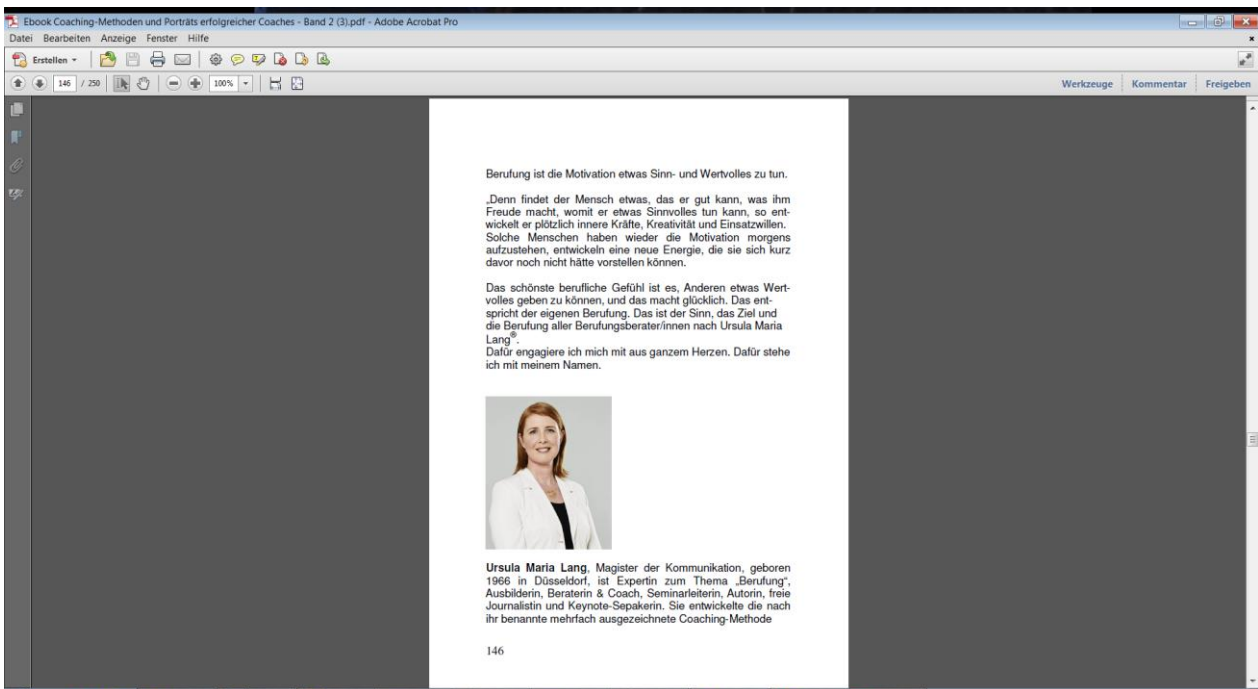 Ebook Coaching-Methoden und Porträts erfolgreicher Coaches - Band 2 (3).pdf - Adobe Acrobat Pro
Datei Bearbeiten Anzeige Fenster Hilfe
Erstellen
146 / 250 100% Werkzeuge Kommentar Freigeben
Berufung ist die Motivation etwas Sinn- und Wertvolles zu tun.
„Denn findet der Mensch etwas, das er gut kann, was ihm
Freude macht, womit er etwas Sinnvolles tun kann, so ent-
wickelt er plötzlich innere Kräfte, Kreativität und Einsatzwillen.
Solche Menschen haben wieder die Motivation morgens
aufzustehen, entwickeln eine neue Energie, die sie sich kurz
davor noch nicht hätte vorstellen können.
Das schönste berufliche Gefühl ist es, Anderen etwas Wert-
volles geben zu können, und das macht glücklich. Das ent-
spricht der eigenen Berufung. Das ist der Sinn, das Ziel und
die Berufung aller Berufungsberater/innen nach Ursula Maria
Lang®.
Dafür engagiere ich mich mit aus ganzem Herzen. Dafür stehe
ich mit meinem Namen.
Ursula Maria Lang, Magister der Kommunikation, geboren
1966 in Düsseldorf, ist Expertin zum Thema „Berufung“,
Ausbilderin, Beraterin & Coach, Seminarleiterin, Autorin, freie
Journalistin und Keynote-Sepakerin. Sie entwickelte die nach
ihr benannte mehrfach ausgezeichnete Coaching-Methode
146